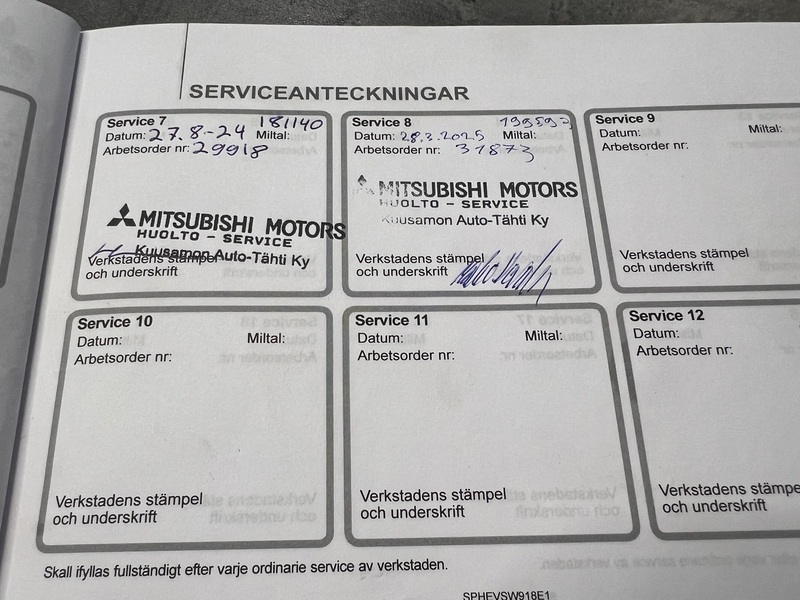 SERVICEANTECKNINGAR
Service 7 181140
Datum: 27.8-24 Miltal:
Arbetsorder nr: 29918
MITSUBISHI MOTORS
HUOLTO - SERVICE
Kuusamon Auto-Tähti Ky
Verkstadens stämpel
och underskrift
Service 8
Datum: 28.3.2025 Miltal:
Arbetsorder nr: 31873
MITSUBISHI MOTORS
HUOLTO - SERVICE
Kuusamon Auto-Tähti Ky
Verkstadens stämpel
och underskrift
Service 9
Datum: Miltal:
Arbetsorder nr:
Verkstadens stämpel
och underskrift
Service 10
Datum: Miltal:
Arbetsorder nr:
Verkstadens stämpel
och underskrift
Service 11
Datum: Miltal:
Arbetsorder nr:
Verkstadens stämpel
och underskrift
Service 12
Datum:
Arbetsorder nr:
Verkstadens stämpe
och underskrift
Skall ifyllas fullständigt efter varje ordinarie service av verkstaden.
SPHEVSW918E1